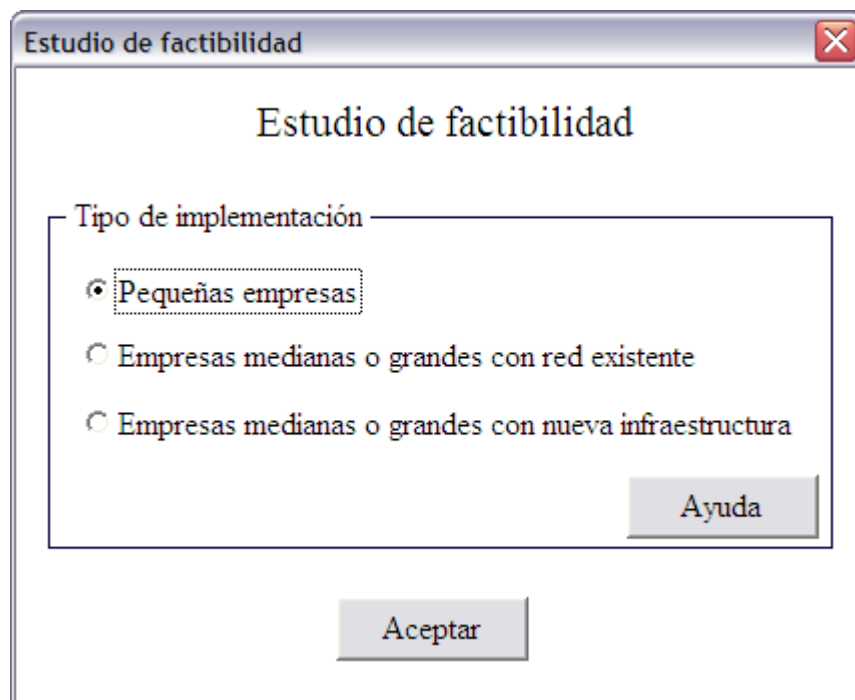 Estudio de factibilidad
Estudio de factibilidad
Tipo de implementación
Pequeñas empresas
Empresas medianas o grandes con red existente
Empresas medianas o grandes con nueva infraestructura
Ayuda
Aceptar